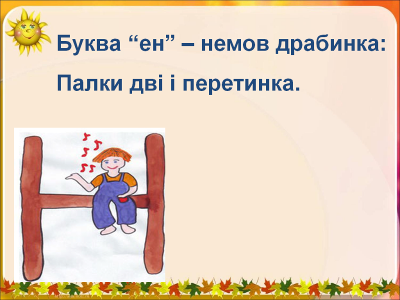 Буква “ен” – немов драбинка:
Палки дві і перетинка.